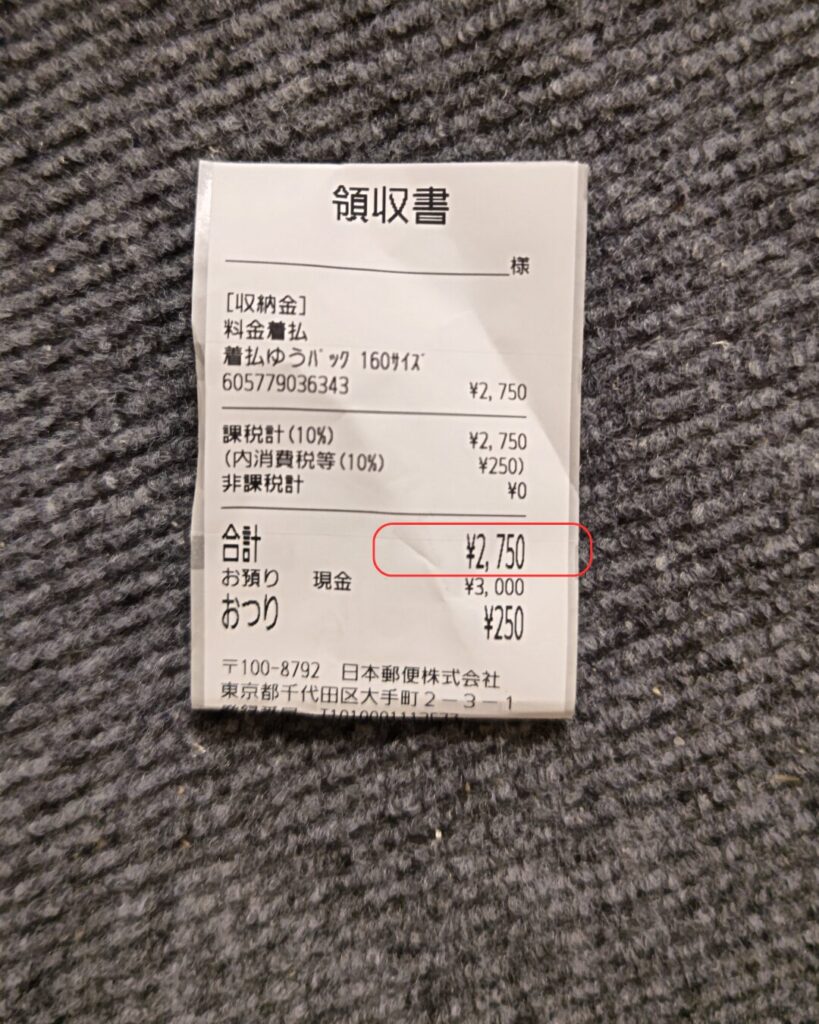 領収書
様
[収納金]
料金着払
着払ゆうﾊﾟｯｸ 160ｻｲｽﾞ
605779036343 ¥2,750
課税計(10%) ¥2,750
(内消費税等(10%) ¥250)
非課税計 ¥0
合計 ¥2,750
お預り 現金 ¥3,000
おつり ¥250
〒100-8792 日本郵便株式会社
東京都千代田区大手町2-3-1